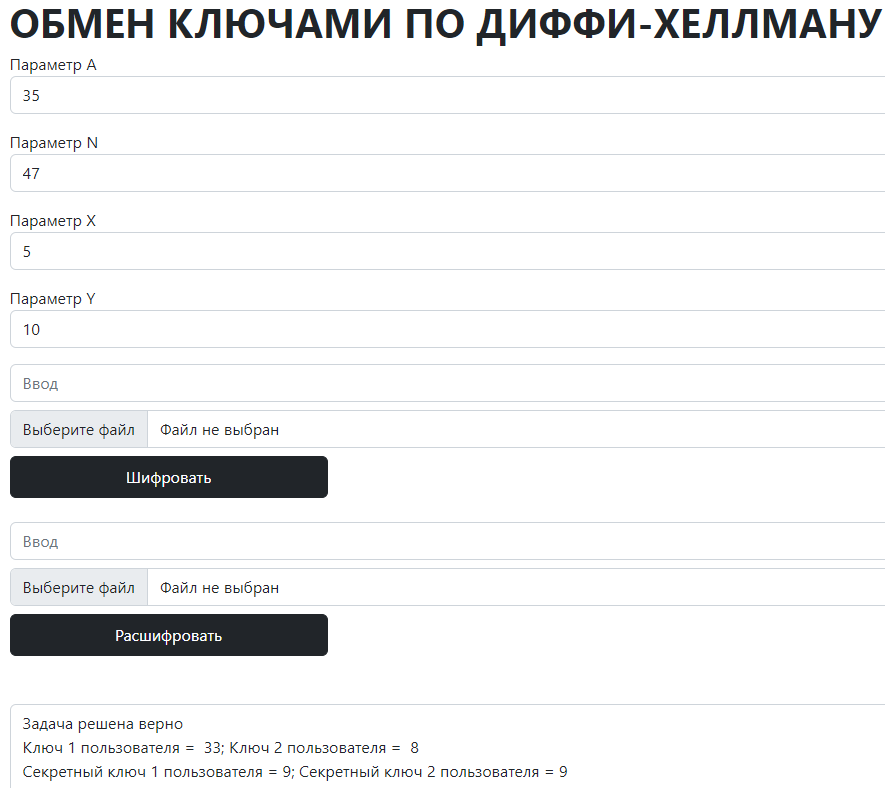 ОБМЕН КЛЮЧАМИ ПО ДИФФИ-ХЕЛЛМАНУ
Параметр A
35
Параметр N
47
Параметр X
5
Параметр Y
10
Ввод
Выберите файл Файл не выбран
Шифровать
Ввод
Выберите файл Файл не выбран
Расшифровать
Задача решена верно
Ключ 1 пользователя = 33; Ключ 2 пользователя = 8
Секретный ключ 1 пользователя = 9; Секретный ключ 2 пользователя = 9